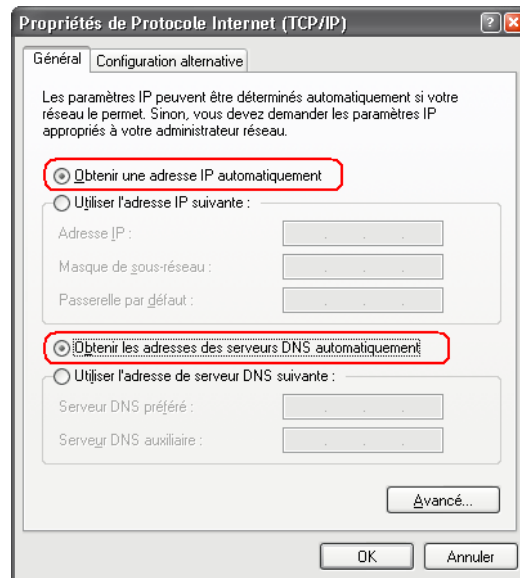 Propriétés de Protocole Internet (TCP/IP)
Général
Configuration alternative
Les paramètres IP peuvent être déterminés automatiquement si votre
réseau le permet. Sinon, vous devez demander les paramètres IP
appropriés à votre administrateur réseau.
Obtenir une adresse IP automatiquement
Utiliser l'adresse IP suivante :
Adresse IP :
Masque de sous-réseau :
Passerelle par défaut :
Obtenir les adresses des serveurs DNS automatiquement
Utiliser l'adresse de serveur DNS suivante :
Serveur DNS préféré :
Serveur DNS auxiliaire :
Avancé...
OK
Annuler